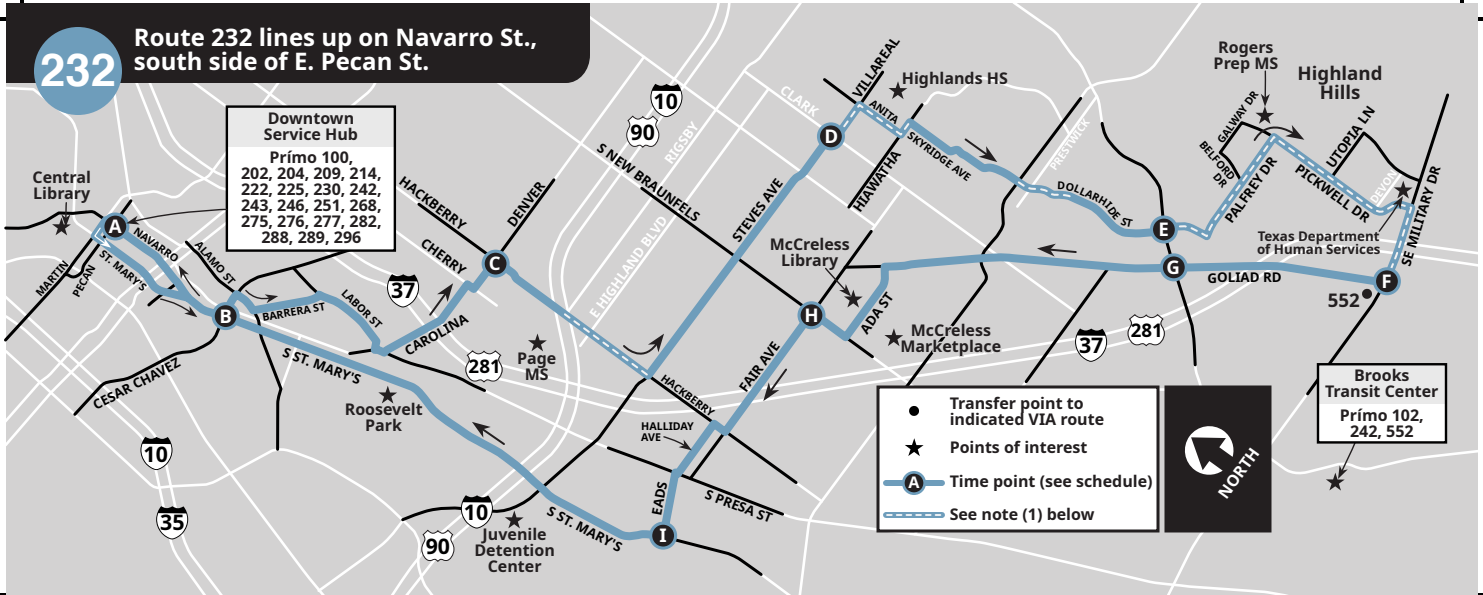 232
Route 232 lines up on Navarro St.,
south side of E. Pecan St.
Downtown
Service Hub
Prímo 100,
202, 204, 209, 214,
222, 225, 230, 242,
243, 246, 251, 268,
275, 276, 277, 282,
288, 289, 296
Central
Library
A
NAVARRO
ST. MARY'S
MARTIN
PECAN
ALAMO ST
B
BARRERA ST
LABOR ST
CESAR CHAVEZ
S ST. MARY'S
Roosevelt
Park
10
35
HACKBERRY
CHERRY
DENVER
C
37
CAROLINA
281
Page
MS
10
90
RIGSBY
S NEW BRAUNFELS
E HIGHLAND BLVD
STEVES AVE
CLARK
D
VILLAREAL
ANITA
Highlands HS
SKYRIDGE AVE
HIAWATHA
PRESTWICK
DOLLARHIDE ST
E
Rogers
Prep MS
Highland
Hills
GALWAY DR
BELFORD
DR
PALFREY DR
PICKWELL DR
UTOPIA LN
DEVON
SE MILITARY DR
Texas Department
of Human Services
G
GOLIAD RD
F
552
McCreless
Library
H
ADA ST
McCreless
Marketplace
37
281
FAIR AVE
HACKBERRY
HALLIDAY
AVE
EADS
S PRESA ST
I
S ST. MARY'S
10
90
Juvenile
Detention
Center
Brooks
Transit Center
Prímo 102,
242, 552
Transfer point to
indicated VIA route
Points of interest
A
Time point (see schedule)
See note (1) below
NORTH